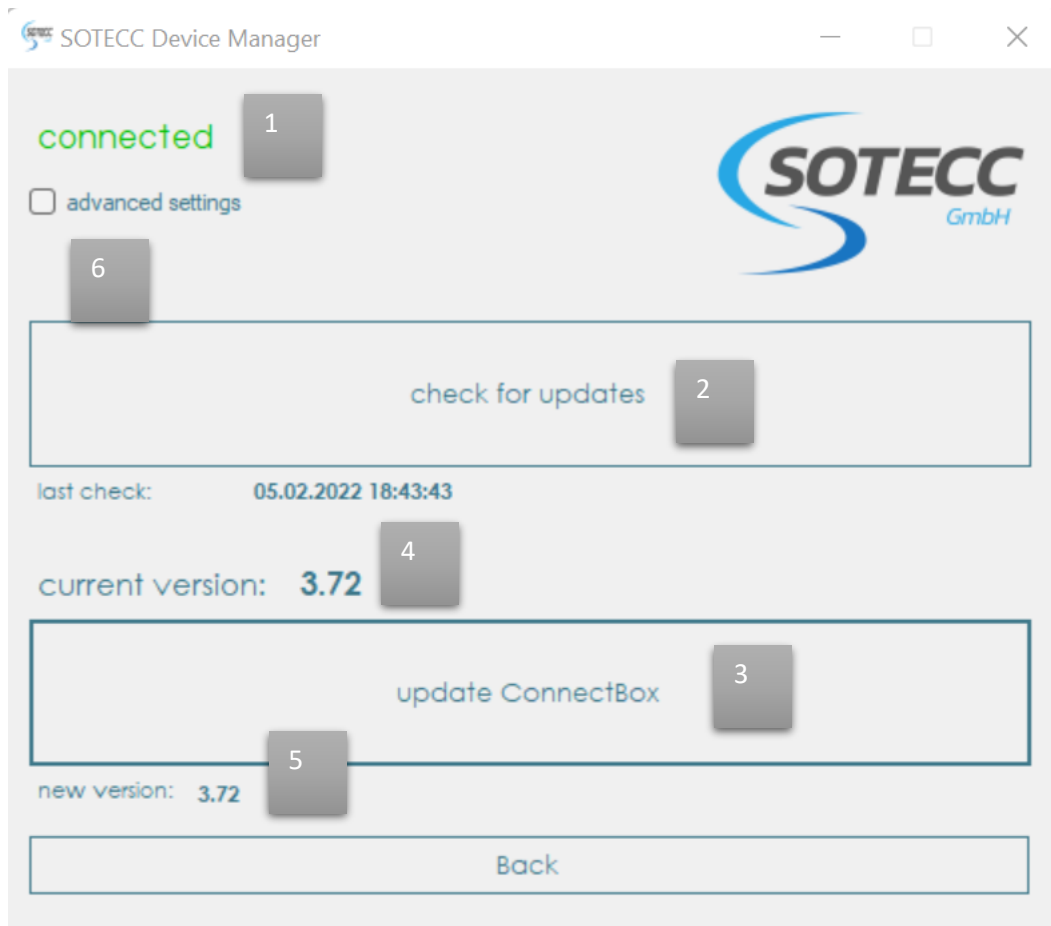 SOTECC Device Manager
connected
1
SOTECC
GmbH
advanced settings
6
check for updates
2
last check: 05.02.2022 18:43:43
4
current version: 3.72
update ConnectBox
3
5
new version: 3.72
Back